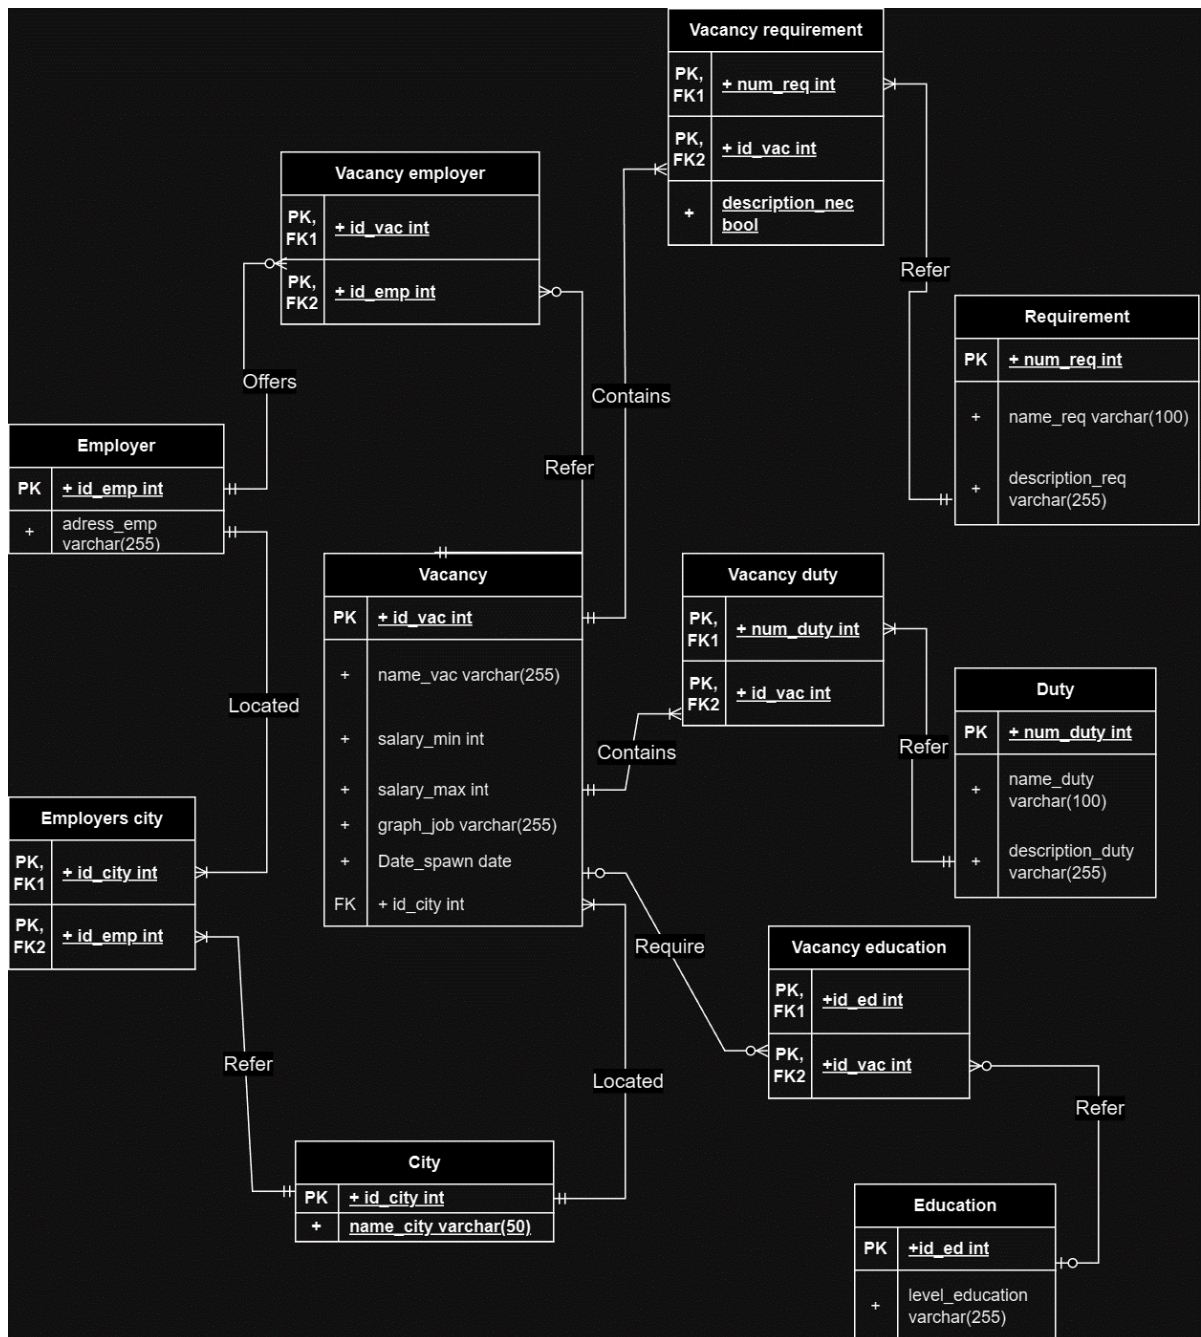 Vacancy requirement
PK,
FK1
+ num_req int
PK,
FK2
+ id_vac int
+
description_nec
bool
Vacancy employer
PK,
FK1
+ id_vac int
PK,
FK2
+ id_emp int
Refer
Requirement
PK
+ num_req int
+
name_req varchar(100)
+
description_req
varchar(255)
Offers
Contains
Employer
PK
+ id_emp int
+
adress_emp
varchar(255)
Refer
Vacancy
PK
+ id_vac int
+
name_vac varchar(255)
+
salary_min int
+
salary_max int
+
graph_job varchar(255)
+
Date_spawn date
FK
+ id_city int
Vacancy duty
PK,
FK1
+ num_duty int
PK,
FK2
+ id_vac int
Duty
PK
+ num_duty int
+
name_duty
varchar(100)
+
description_duty
varchar(255)
Refer
Contains
Located
Employers city
PK,
FK1
+ id_city int
PK,
FK2
+ id_emp int
Require
Vacancy education
PK,
FK1
+id_ed int
PK,
FK2
+id_vac int
Refer
Located
Refer
City
PK
+ id_city int
+
name_city varchar(50)
Education
PK
+id_ed int
+
level_education
varchar(255)